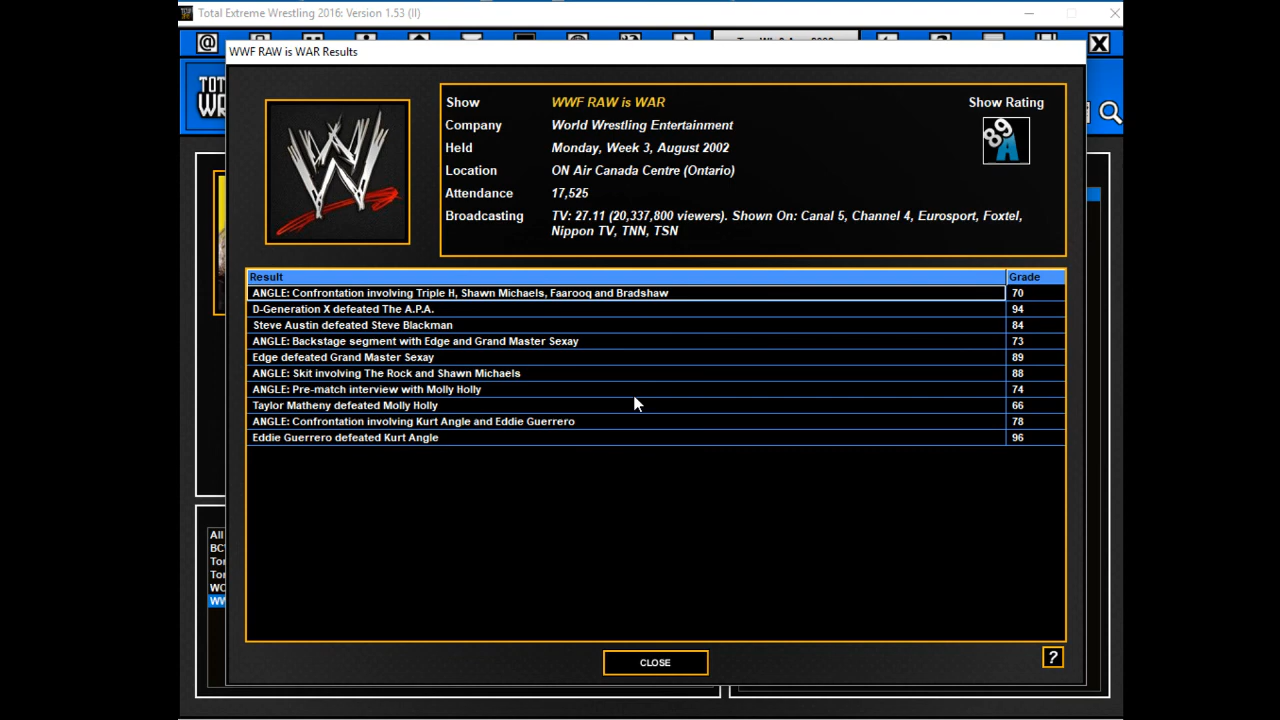 Total Extreme Wrestling 2016: Version 1.53 (II)
WWF RAW is WAR Results
Show WWF RAW is WAR Show Rating
Company World Wrestling Entertainment 89 A
Held Monday, Week 3, August 2002
Location ON Air Canada Centre (Ontario)
Attendance 17,525
Broadcasting TV: 27.11 (20,337,800 viewers). Shown On: Canal 5, Channel 4, Eurosport, Foxtel,
Nippon TV, TNN, TSN
Result Grade
ANGLE: Confrontation involving Triple H, Shawn Michaels, Faarooq and Bradshaw 70
D-Generation X defeated The A.P.A. 94
Steve Austin defeated Steve Blackman 84
ANGLE: Backstage segment with Edge and Grand Master Sexay 73
Edge defeated Grand Master Sexay 89
ANGLE: Skit involving The Rock and Shawn Michaels 88
ANGLE: Pre-match interview with Molly Holly 74
Taylor Matheny defeated Molly Holly 66
ANGLE: Confrontation involving Kurt Angle and Eddie Guerrero 78
Eddie Guerrero defeated Kurt Angle 96
All
CLOSE
?